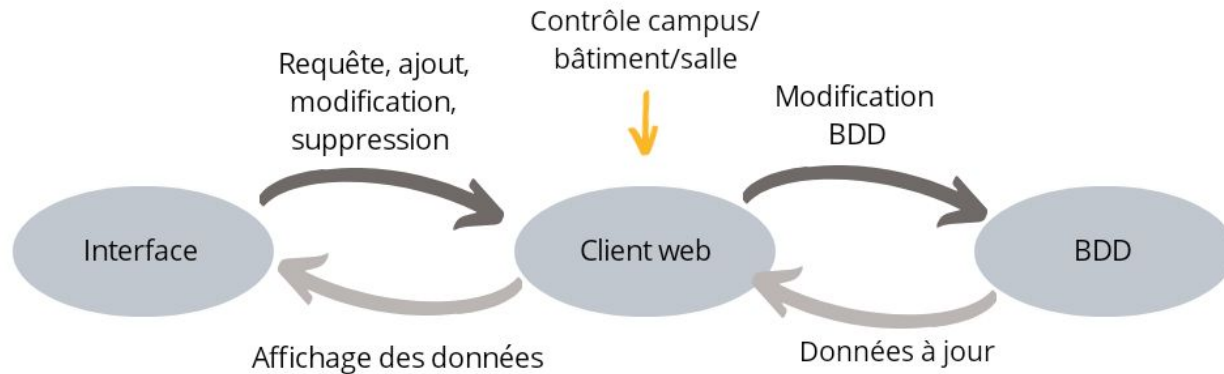 Contrôle campus/
bâtiment/salle
Requête, ajout,
modification,
suppression
Modification
BDD
Interface
Client web
BDD
Affichage des données
Données à jour